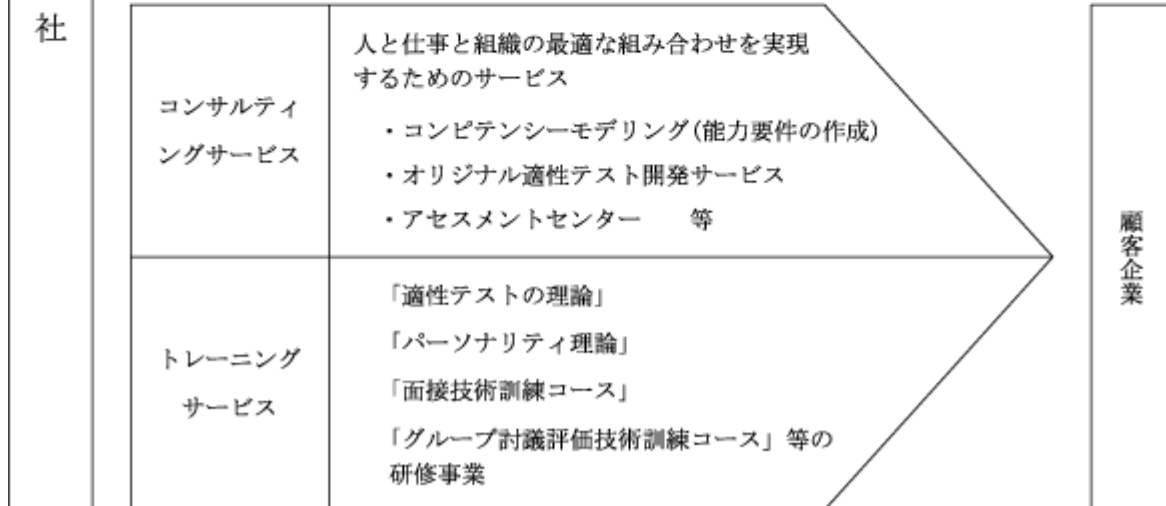 社
コンサルティ
ングサービス
人と仕事と組織の最適な組み合わせを実現
するためのサービス
・コンピテンシーモデリング(能力要件の作成)
・オリジナル適性テスト開発サービス
・アセスメントセンター　　等
トレーニング
サービス
「適性テストの理論」
「パーソナリティ理論」
「面接技術訓練コース」
「グループ討議評価技術訓練コース」等の
研修事業
顧客企業